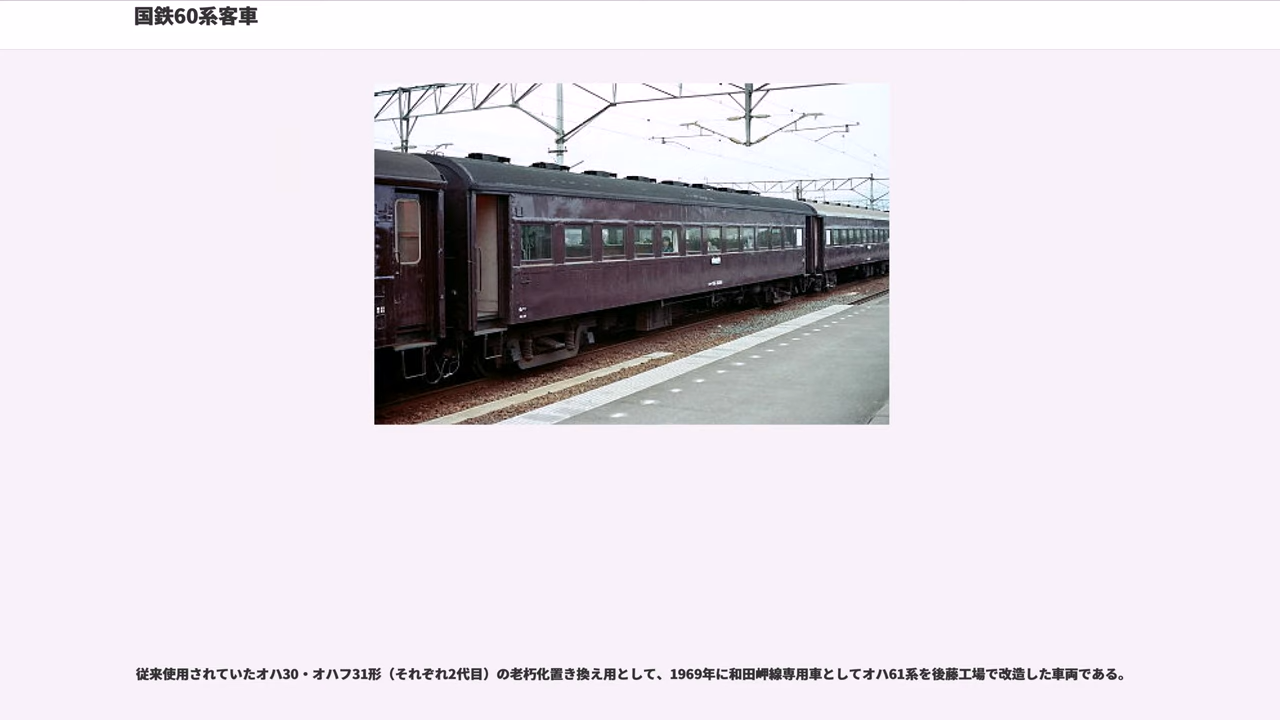 国鉄60系客車
従来使用されていたオハ30・オハフ31形（それぞれ2代目）の老朽化置き換え用として、1969年に和田岬線専用車としてオハ61系を後藤工場で改造した車両である。